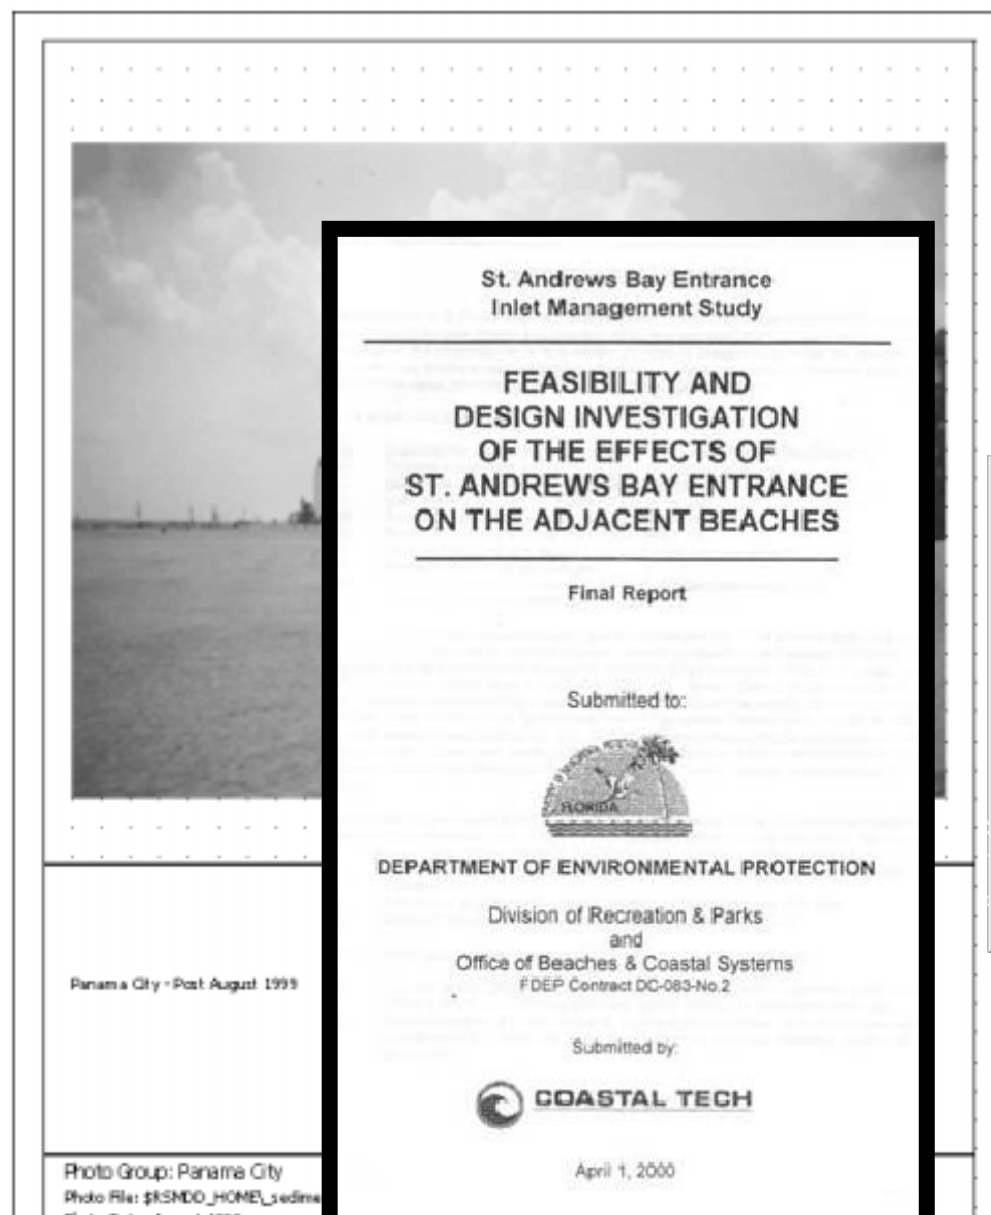 St. Andrews Bay Entrance
Inlet Management Study
FEASIBILITY AND
DESIGN INVESTIGATION
OF THE EFFECTS OF
ST. ANDREWS BAY ENTRANCE
ON THE ADJACENT BEACHES
Final Report
Submitted to:
FLORIDA
DEPARTMENT OF ENVIRONMENTAL PROTECTION
Division of Recreation & Parks
and
Office of Beaches & Coastal Systems
FDEP Contract DC-083-No.2
Submitted by:
COASTAL TECH
April 1, 2000
Panama City - Post August 1999
Photo Group: Panama City
Photo File: $RSMDD_HOME\_sedime